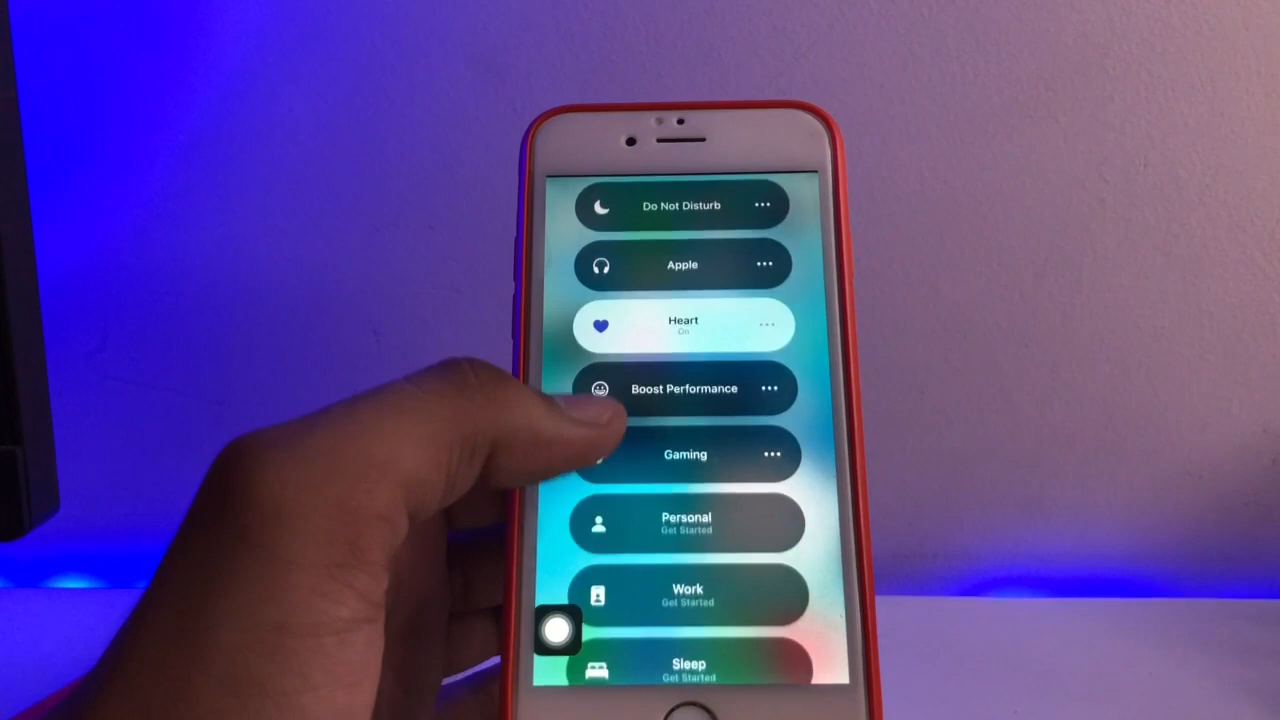 Do Not Disturb
Apple
Heart
On
Boost Performance
Gaming
Personal
Get Started
Work
Get Started
Sleep
Get Started